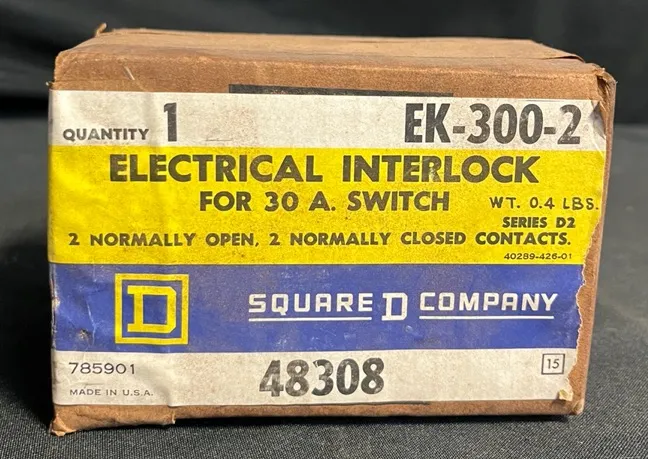 QUANTITY 1 EK-300-2
ELECTRICAL INTERLOCK
FOR 30 A. SWITCH WT. 0.4 LBS.
SERIES D2
2 NORMALLY OPEN, 2 NORMALLY CLOSED CONTACTS.
40289-426-01
D SQUARE D COMPANY
785901 48308 15
MADE IN U.S.A.